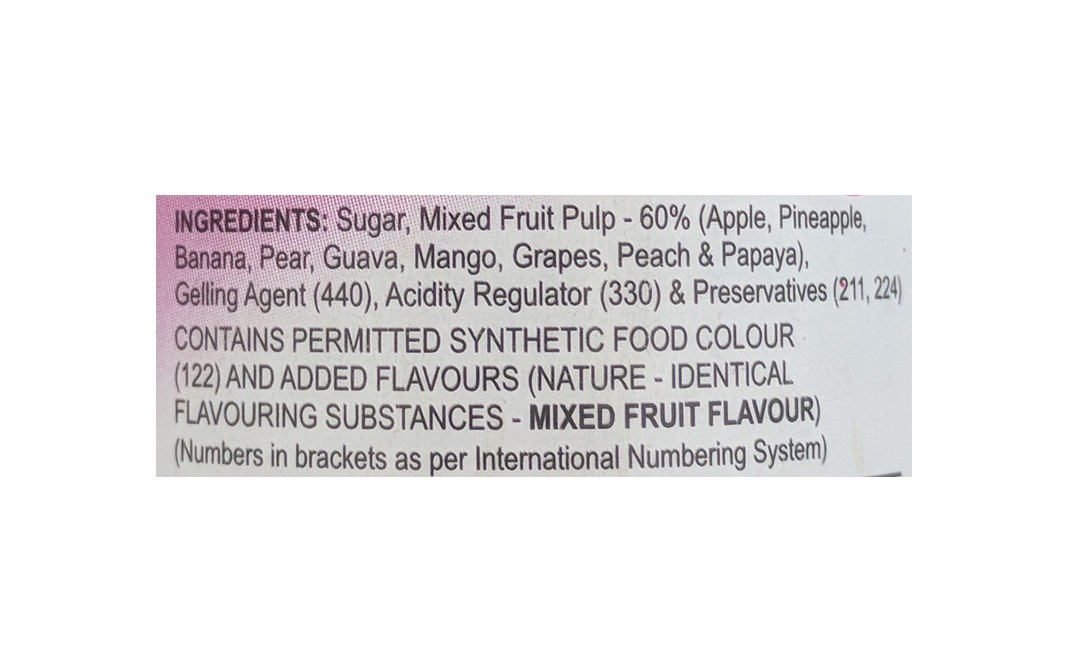 INGREDIENTS: Sugar, Mixed Fruit Pulp - 60% (Apple, Pineapple,
Banana, Pear, Guava, Mango, Grapes, Peach & Papaya),
Gelling Agent (440), Acidity Regulator (330) & Preservatives (211, 224)
CONTAINS PERMITTED SYNTHETIC FOOD COLOUR
(122) AND ADDED FLAVOURS (NATURE - IDENTICAL
FLAVOURING SUBSTANCES - MIXED FRUIT FLAVOUR)
(Numbers in brackets as per International Numbering System)